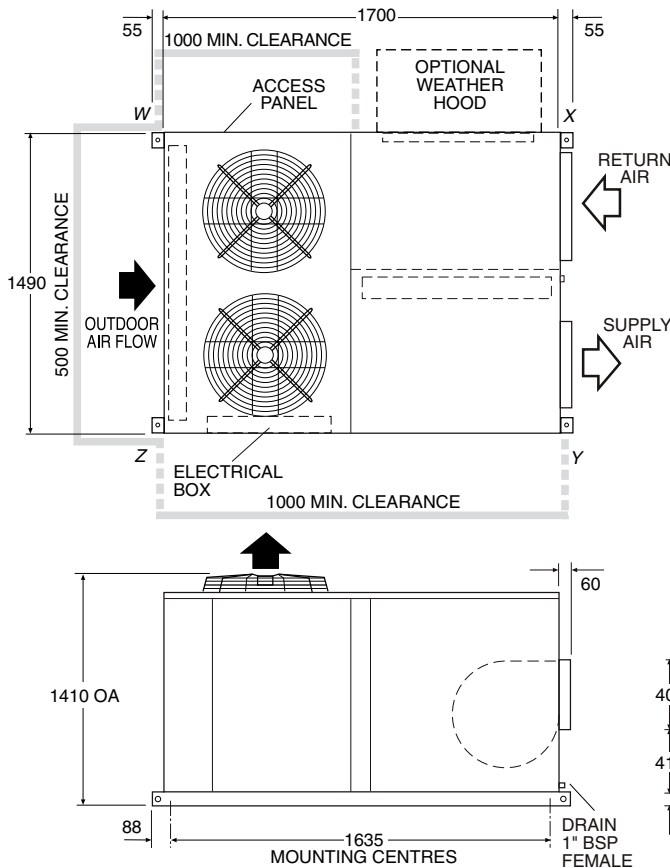 55
1700
55
1000 MIN. CLEARANCE
OPTIONAL
WEATHER
HOOD
ACCESS
PANEL
W
X
RETURN
AIR
1490
500 MIN. CLEARANCE
OUTDOOR
AIR FLOW
SUPPLY
AIR
Z
ELECTRICAL
BOX
Y
1000 MIN. CLEARANCE
60
1410 OA
40
41
88
1635
MOUNTING CENTRES
DRAIN
1" BSP
FEMALE